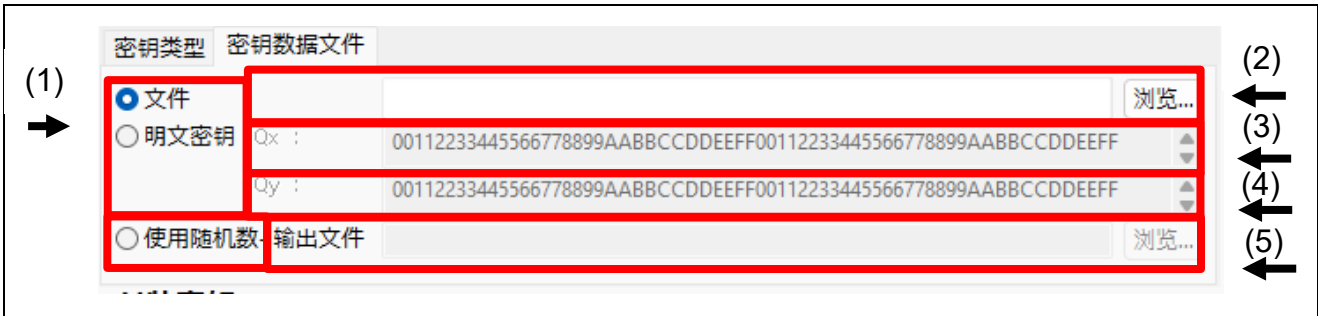 密钥类型 密钥数据文件
(1)
(2)
文件 浏览...
(3)
明文密钥 Qx : 00112233445566778899AABBCCDDEEFF00112233445566778899AABBCCDDEEFF
(4)
Qy : 00112233445566778899AABBCCDDEEFF00112233445566778899AABBCCDDEEFF
使用随机数- 输出文件 浏览...
(5)